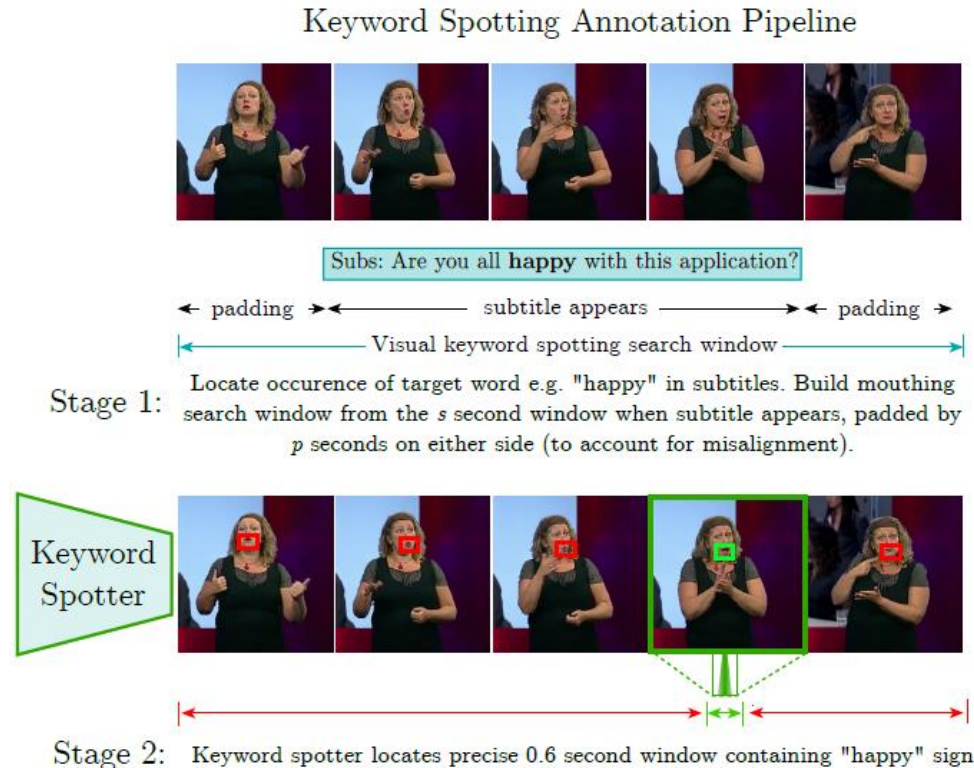 Keyword Spotting Annotation Pipeline
Subs: Are you all happy with this application?
padding subtitle appears padding
Visual keyword spotting search window
Stage 1: Locate occurence of target word e.g. "happy" in subtitles. Build mouthing
search window from the s second window when subtitle appears, padded by
p seconds on either side (to account for misalignment).
Keyword
Spotter
Stage 2: Keyword spotter locates precise 0.6 second window containing "happy" sign